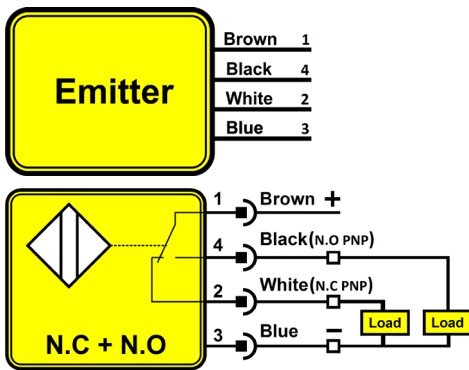 Brown 1
Black 4
Emitter
White 2
Blue 3
1 Brown +
4 Black(N.O PNP)
2 White(N.C PNP)
Load Load
3 Blue −
N.C + N.O